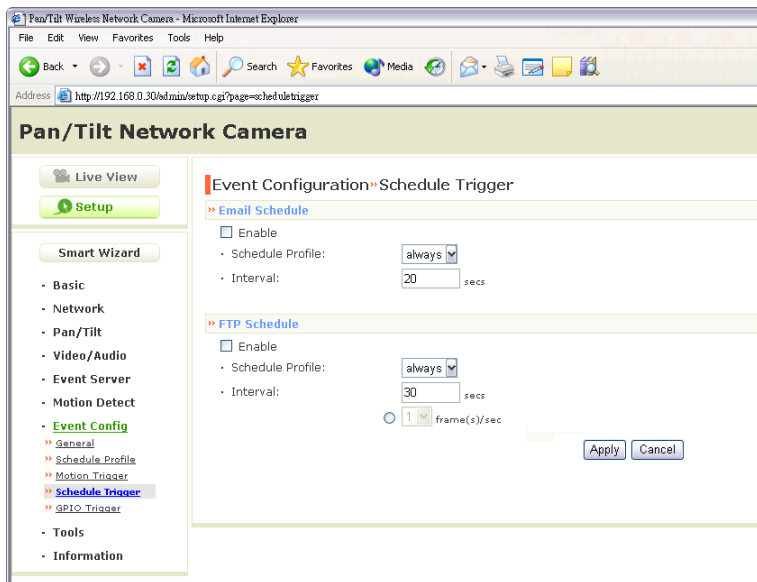 Pan/Tilt Wireless Network Camera - Microsoft Internet Explorer
File Edit View Favorites Tools Help
Back Search Favorites Media
Address http://192.168.0.30/admin/setup.cgi?page=scheduletrigger
Pan/Tilt Network Camera
Live View
Setup
Smart Wizard
· Basic
· Network
· Pan/Tilt
· Video/Audio
· Event Server
· Motion Detect
· Event Config
» General
» Schedule Profile
» Motion Trigger
» Schedule Trigger
» GPIO Trigger
· Tools
· Information
Event Configuration»Schedule Trigger
» Email Schedule
Enable
· Schedule Profile: always
· Interval: 20 secs
» FTP Schedule
Enable
· Schedule Profile: always
· Interval: 30 secs
1 frame(s)/sec
Apply Cancel